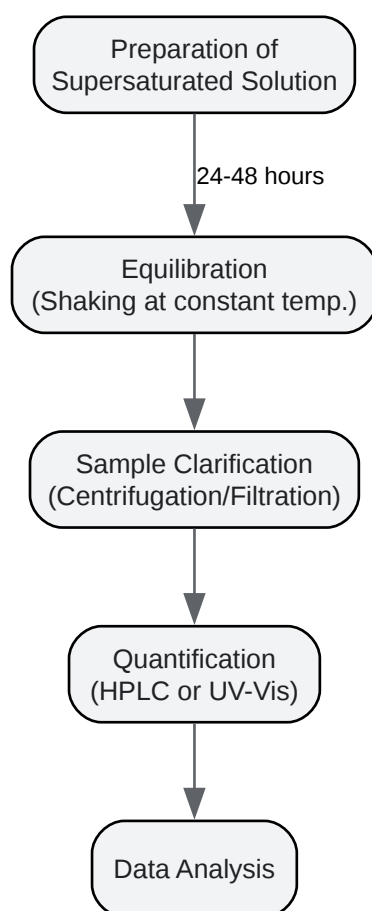 Preparation of
Supersaturated Solution
24-48 hours
Equilibration
(Shaking at constant temp.)
Sample Clarification
(Centrifugation/Filtration)
Quantification
(HPLC or UV-Vis)
Data Analysis